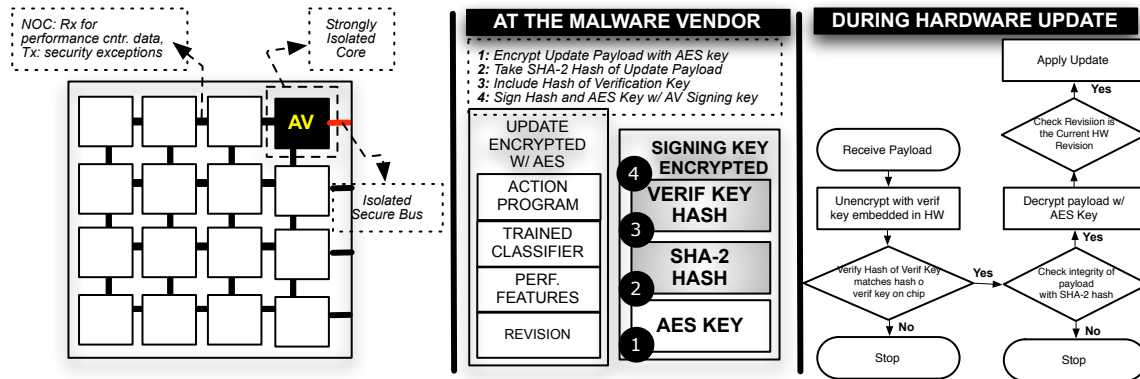 NOC: Rx for
performance cntr. data,
Tx: security exceptions
Strongly
Isolated
Core
AV
Isolated
Secure Bus
AT THE MALWARE VENDOR
1: Encrypt Update Payload with AES key
2: Take SHA-2 Hash of Update Payload
3: Include Hash of Verification Key
4: Sign Hash and AES Key w/ AV Signing key
UPDATE
ENCRYPTED
W/ AES
ACTION
PROGRAM
TRAINED
CLASSIFIER
PERF.
FEATURES
REVISION
SIGNING KEY
ENCRYPTED
4
VERIF KEY
HASH
3
SHA-2
HASH
2
AES KEY
1
DURING HARDWARE UPDATE
Receive Payload
Unencrypt with verif
key embedded in HW
Verify Hash of Verif Key
matches hash o
verif key on chip
Yes
No
Stop
Apply Update
Yes
Check Revisiion is
the Current HW
Revision
Decrypt payload w/
AES Key
Yes
Check integrity of
payload
with SHA-2 hash
No
Stop